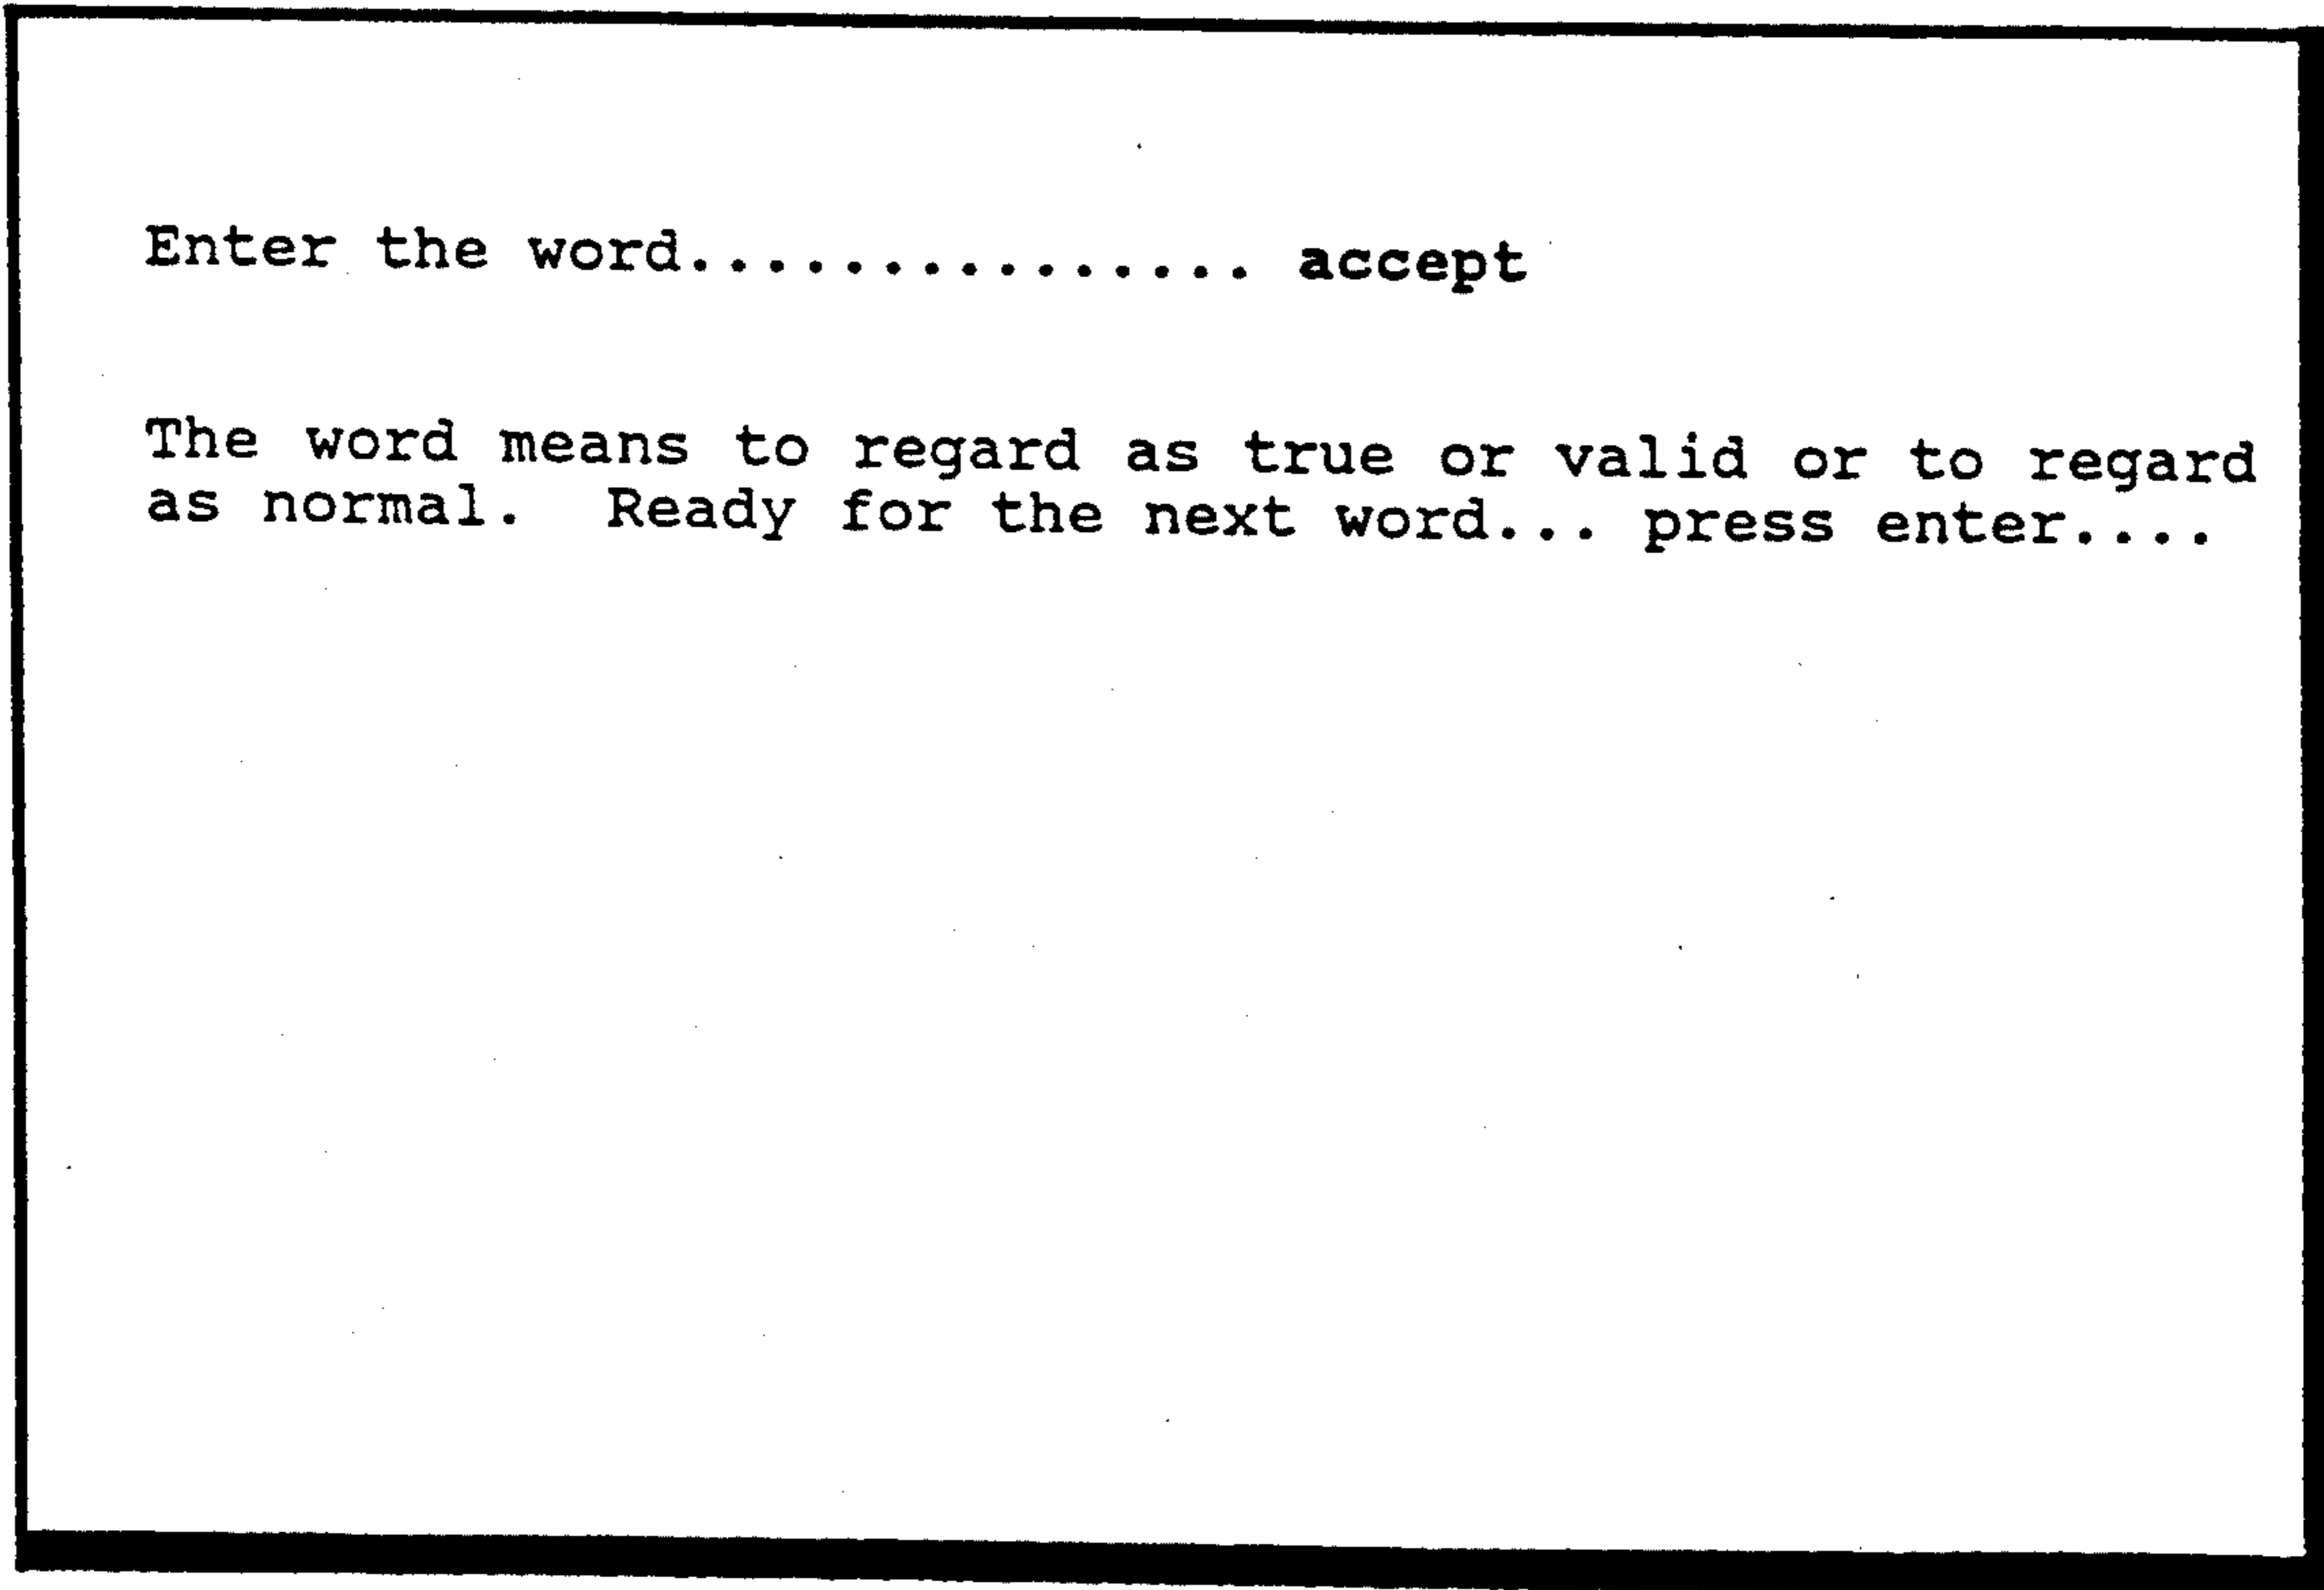 Enter the word............... accept
The word means to regard as true or valid or to regard
as normal.  Ready for the next word... press enter....